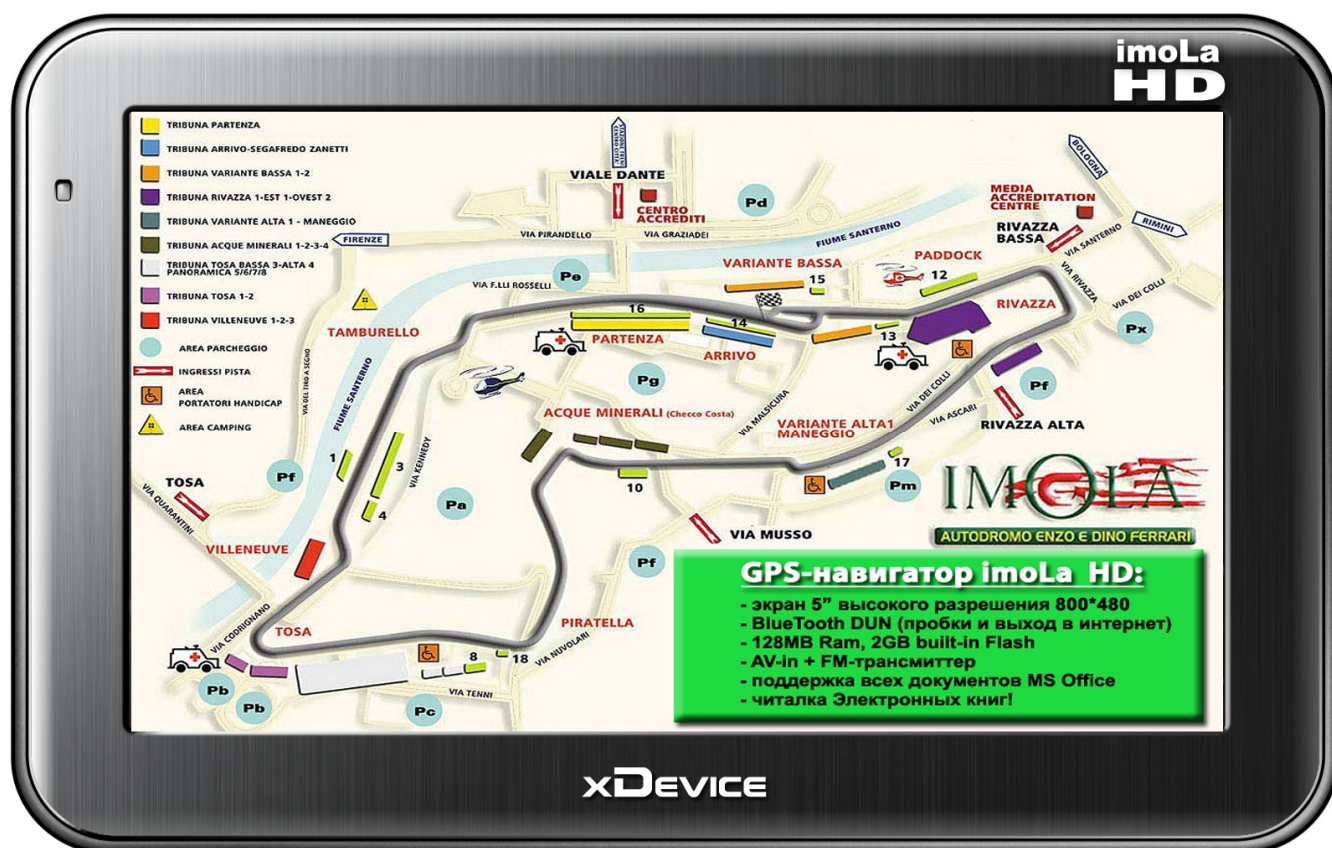 imoLa
HD
TRIBUNA PARTENZA
TRIBUNA ARRIVO-SEGAFREDO ZANETTI
TRIBUNA VARIANTE BASSA 1-2
TRIBUNA RIVAZZA 1-EST 1-OVEST 2
TRIBUNA VARIANTE ALTA 1 - MANEGGIO
TRIBUNA ACQUE MINERALI 1-2-3-4
TRIBUNA TOSA BASSA 3-ALTA 4
PANORAMICA 5/6/7/8
TRIBUNA TOSA 1-2
TRIBUNA VILLENEUVE 1-2-3
AREA PARCHEGGIO
INGRESSI PISTA
AREA
PORTATORI HANDICAP
AREA CAMPING
STAZIONE TRENI
CENTRO CITTA'
VIALE DANTE
CENTRO
ACCREDITI
Pd
BOLOGNA
MEDIA
ACCREDITATION
CENTRE
RIMINI
RIVAZZA
BASSA
VIA SANTERNO
FIRENZE
VIA PIRANDELLO
VIA GRAZIADEI
FIUME SANTERNO
VARIANTE BASSA
PADDOCK
Pe
15
12
VIA F.LLI ROSSELLI
RIVAZZA
VIA RIVAZZA
VIA DEI COLLI
TAMBURELLO
16
14
13
Px
PARTENZA
ARRIVO
VIA DEL TIRO A SEGNO
FIUME SANTERNO
Pg
Pf
VIA DEI COLLI
VIA ASCARI
RIVAZZA ALTA
ACQUE MINERALI (Checco Costa)
VIA MALSICURA
VARIANTE ALTA1
MANEGGIO
VIA KENNEDY
1
3
4
10
17
Pf
Pa
Pm
IMOLA
AUTODROMO ENZO E DINO FERRARI
TOSA
VIA QUARANTINI
VILLENEUVE
VIA MUSSO
Pf
PIRATELLA
TOSA
VIA CODRIGNANO
8
18
VIA NUVOLARI
VIA TENNI
Pb
Pb
Pc
GPS-навигатор imoLa HD:
- экран 5” высокого разрешения 800*480
- BlueTooth DUN (пробки и выход в интернет)
- 128MB Ram, 2GB built-in Flash
- AV-in + FM-трансмиттер
- поддержка всех документов MS Office
- читалка Электронных книг!
xDevice